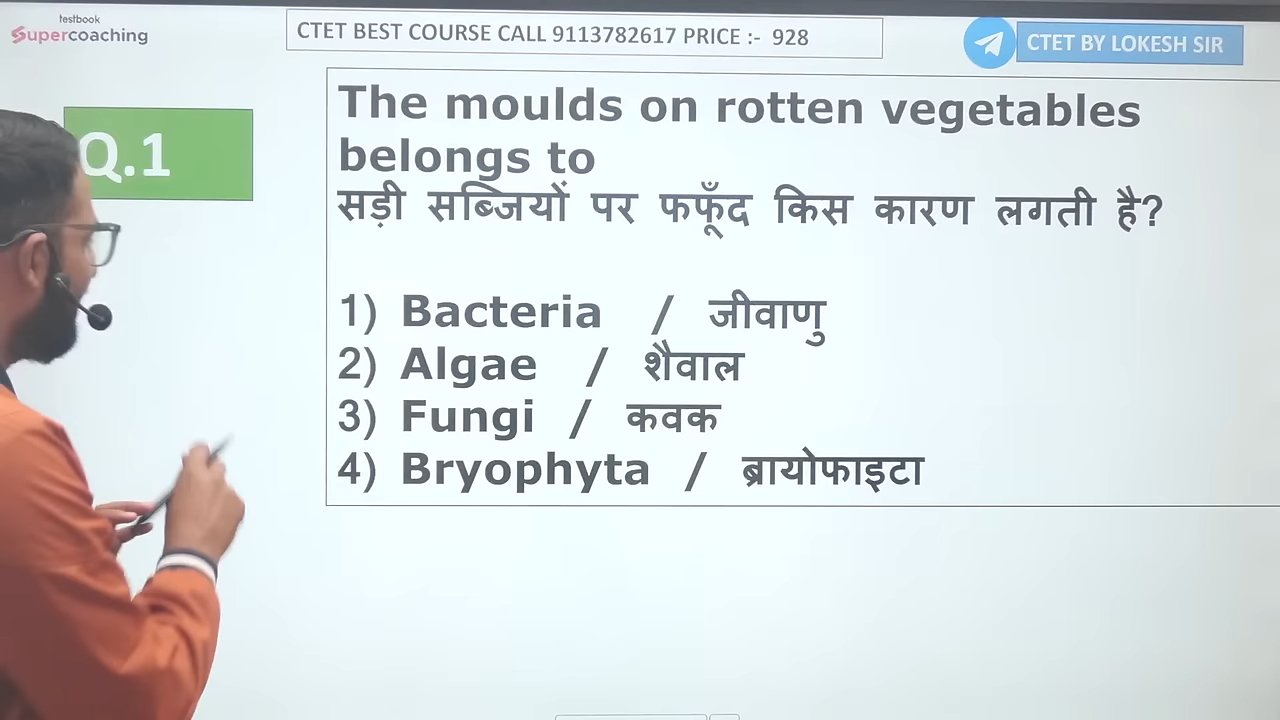 testbook
Supercoaching
CTET BEST COURSE CALL 9113782617 PRICE :- 928
CTET BY LOKESH SIR
Q.1
The moulds on rotten vegetables
belongs to
सड़ी सब्जियों पर फफूँद किस कारण लगती है?
1) Bacteria / जीवाणु
2) Algae / शैवाल
3) Fungi / कवक
4) Bryophyta / ब्रायोफाइटा